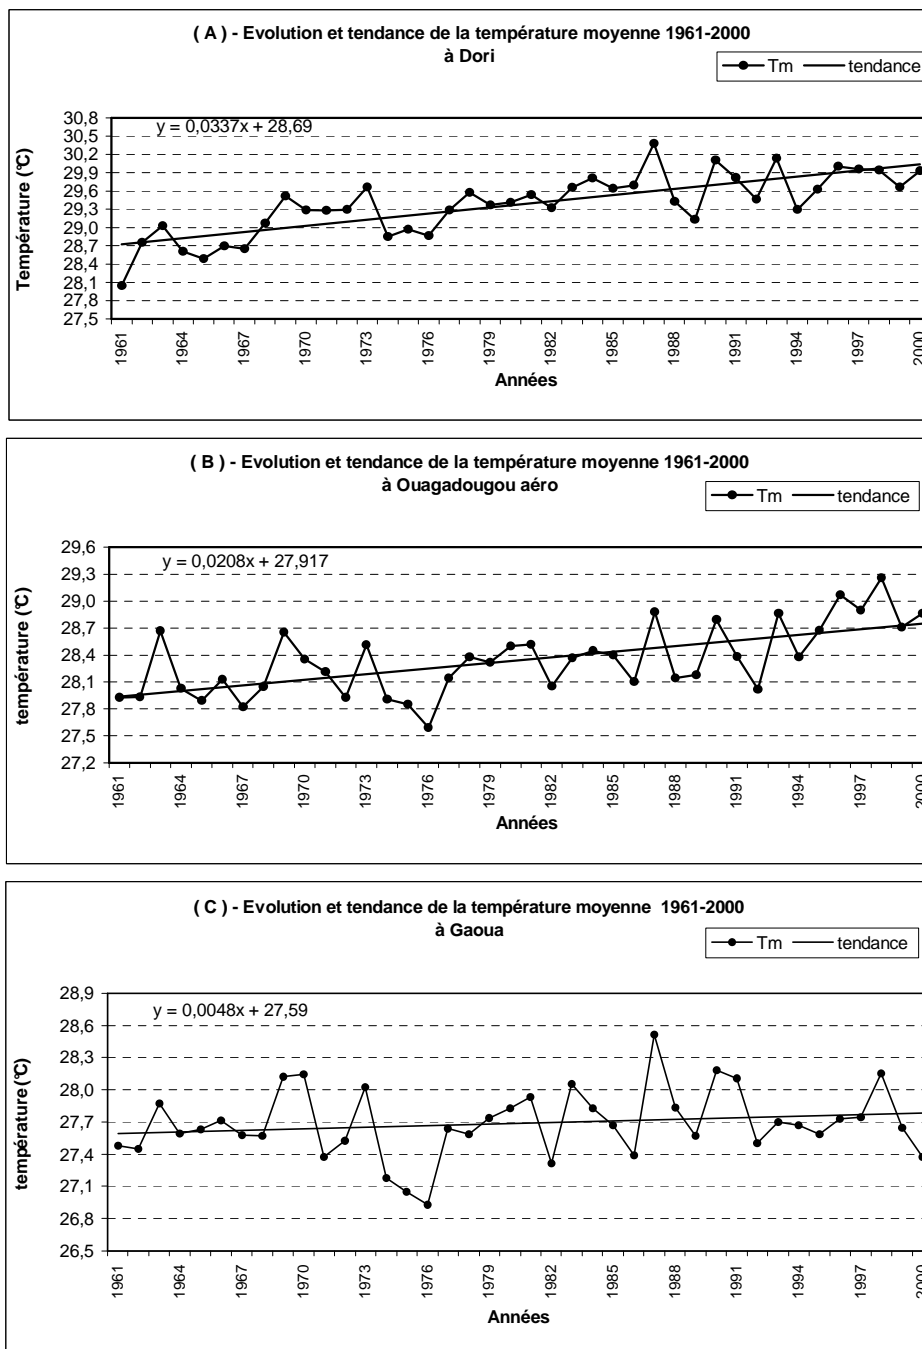 ( A ) - Evolution et tendance de la température moyenne 1961-2000
à Dori
Tm tendance
y = 0,0337x + 28,69
30,8
30,5
30,2
29,9
29,6
29,3
29,0
28,7
28,4
28,1
27,8
27,5
Température (°C)
1961 1964 1967 1970 1973 1976 1979 1982 1985 1988 1991 1994 1997 2000
Années
( B ) - Evolution et tendance de la température moyenne 1961-2000
à Ouagadougou aéro
Tm tendance
y = 0,0208x + 27,917
29,6
29,3
29,0
28,7
28,4
28,1
27,8
27,5
27,2
température (°C)
1961 1964 1967 1970 1973 1976 1979 1982 1985 1988 1991 1994 1997 2000
Années
( C ) - Evolution et tendance de la température moyenne 1961-2000
à Gaoua
Tm tendance
y = 0,0048x + 27,59
28,9
28,6
28,3
28,0
27,7
27,4
27,1
26,8
26,5
température (°C)
1961 1964 1967 1970 1973 1976 1979 1982 1985 1988 1991 1994 1997 2000
Années